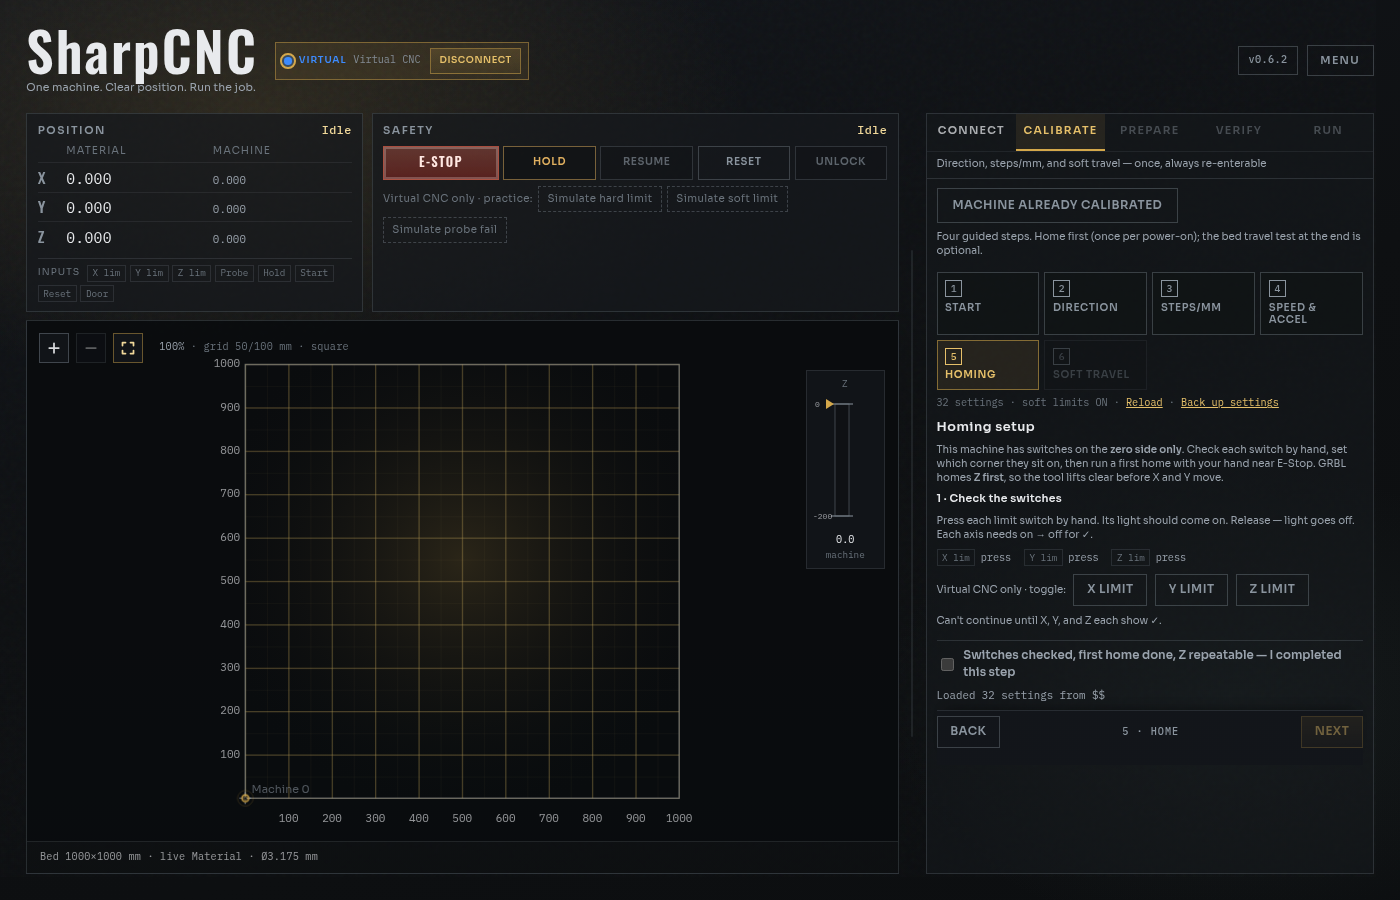 SharpCNC
One machine. Clear position. Run the job.
VIRTUAL Virtual CNC DISCONNECT
v0.6.2 MENU
POSITION Idle
MATERIAL MACHINE
X 0.000 0.000
Y 0.000 0.000
Z 0.000 0.000
INPUTS X lim Y lim Z lim Probe Hold Start
Reset Door
SAFETY Idle
E-STOP HOLD RESUME RESET UNLOCK
Virtual CNC only · practice: Simulate hard limit Simulate soft limit
Simulate probe fail
+ − 100% · grid 50/100 mm · square
1000
900
800
700
600
500
400
300
200
100
Machine 0
100 200 300 400 500 600 700 800 900 1000
Z
0
-200
0.0
machine
Bed 1000×1000 mm · live Material · Ø3.175 mm
CONNECT CALIBRATE PREPARE VERIFY RUN
Direction, steps/mm, and soft travel — once, always re-enterable
MACHINE ALREADY CALIBRATED
Four guided steps. Home first (once per power-on); the bed travel test at the end is
optional.
1 START
2 DIRECTION
3 STEPS/MM
4 SPEED &
ACCEL
5 HOMING
6 SOFT TRAVEL
32 settings · soft limits ON · Reload · Back up settings
Homing setup
This machine has switches on the zero side only. Check each switch by hand, set
which corner they sit on, then run a first home with your hand near E-Stop. GRBL
homes Z first, so the tool lifts clear before X and Y move.
1 · Check the switches
Press each limit switch by hand. Its light should come on. Release — light goes off.
Each axis needs on → off for ✓.
X lim press Y lim press Z lim press
Virtual CNC only · toggle: X LIMIT Y LIMIT Z LIMIT
Can't continue until X, Y, and Z each show ✓.
Switches checked, first home done, Z repeatable — I completed
this step
Loaded 32 settings from $$
BACK 5 · HOME NEXT